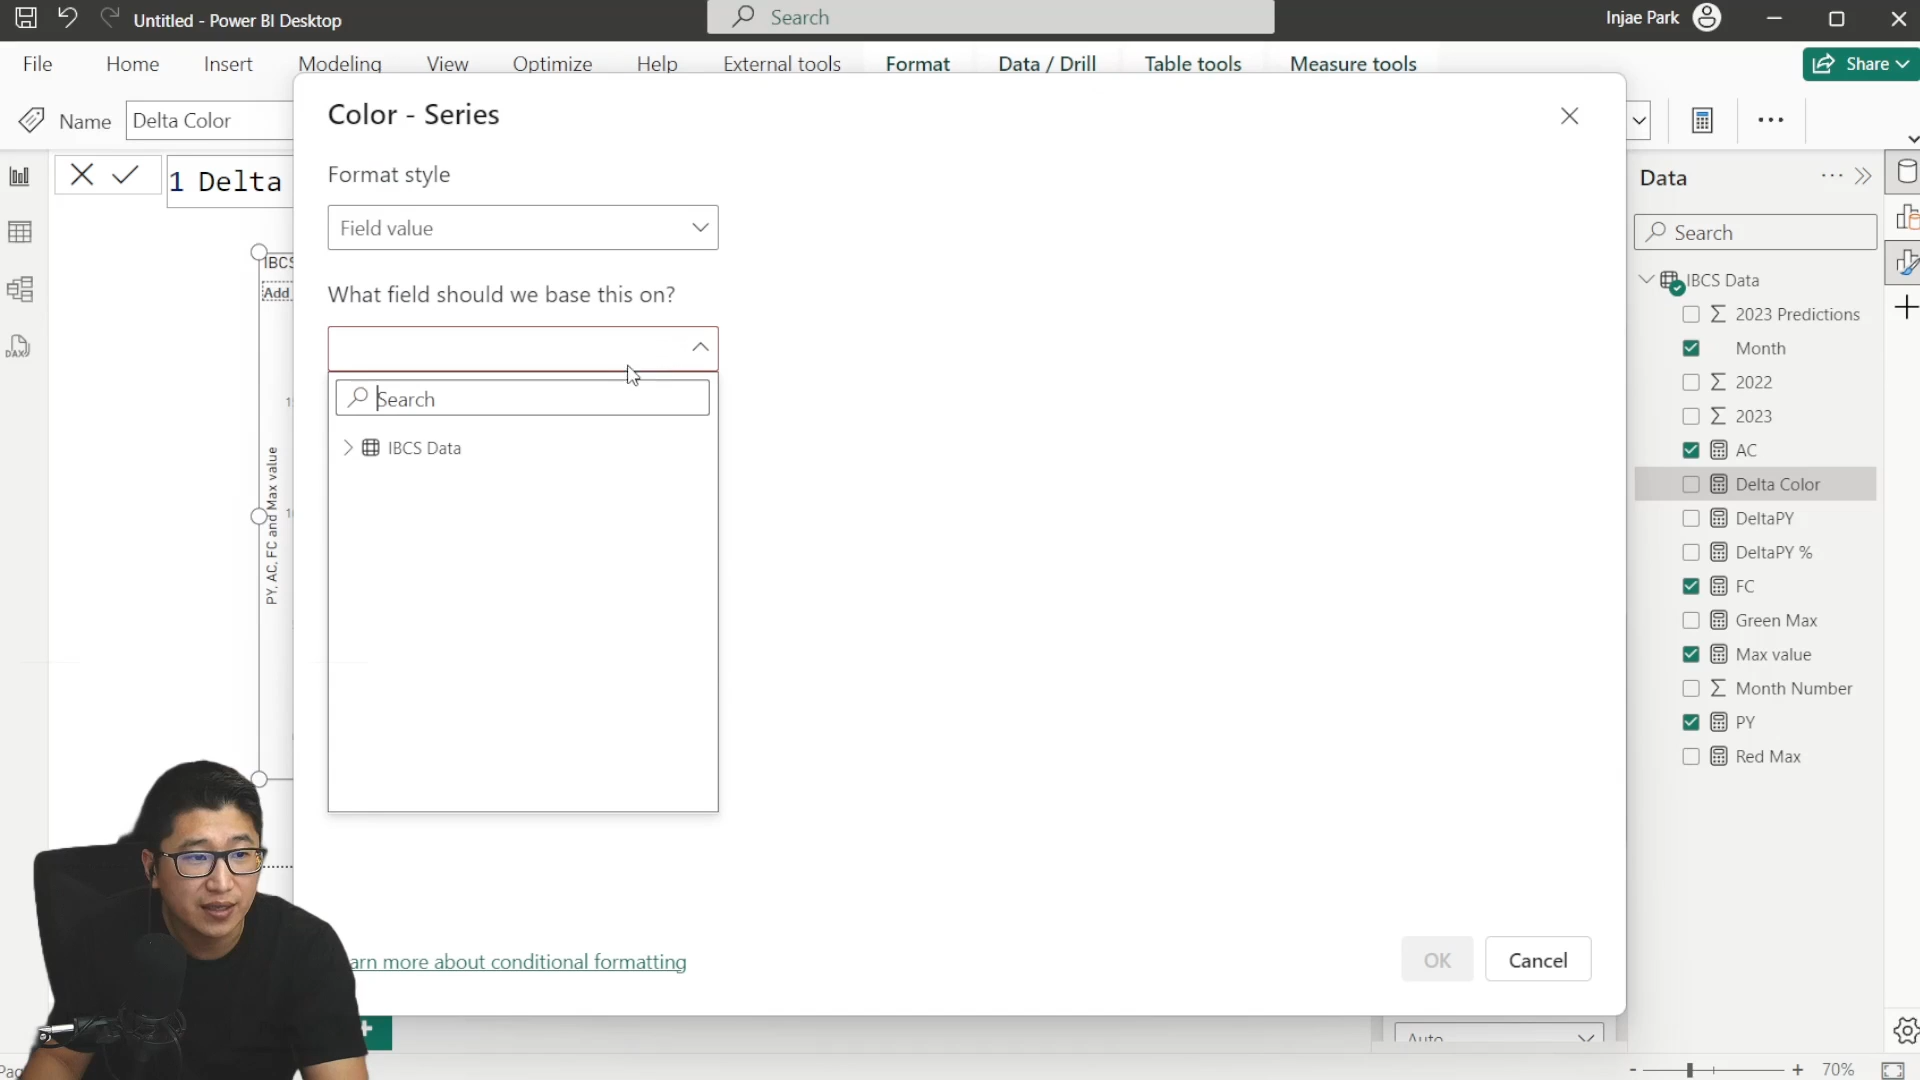 Untitled - Power BI Desktop
Search
Injae Park
File
Home
Insert
Modeling
View
Optimize
Help
External tools
Format
Data / Drill
Table tools
Measure tools
Share
Name
Delta Color
1 Delta
Color - Series
Format style
Field value
What field should we base this on?
Search
IBCS Data
arn more about conditional formatting
OK
Cancel
IBCS
Add
PY, AC, FC and Max value
DAX
Data
Search
IBCS Data
2023 Predictions
Month
2022
2023
AC
Delta Color
DeltaPY
DeltaPY %
FC
Green Max
Max value
Month Number
PY
Red Max
Auto
70%